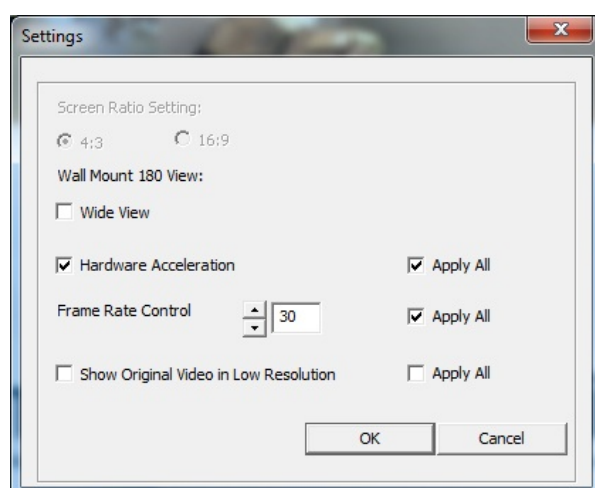 Settings
Screen Ratio Setting:
4:3 16:9
Wall Mount 180 View:
Wide View
Hardware Acceleration Apply All
Frame Rate Control 30 Apply All
Show Original Video in Low Resolution Apply All
OK Cancel